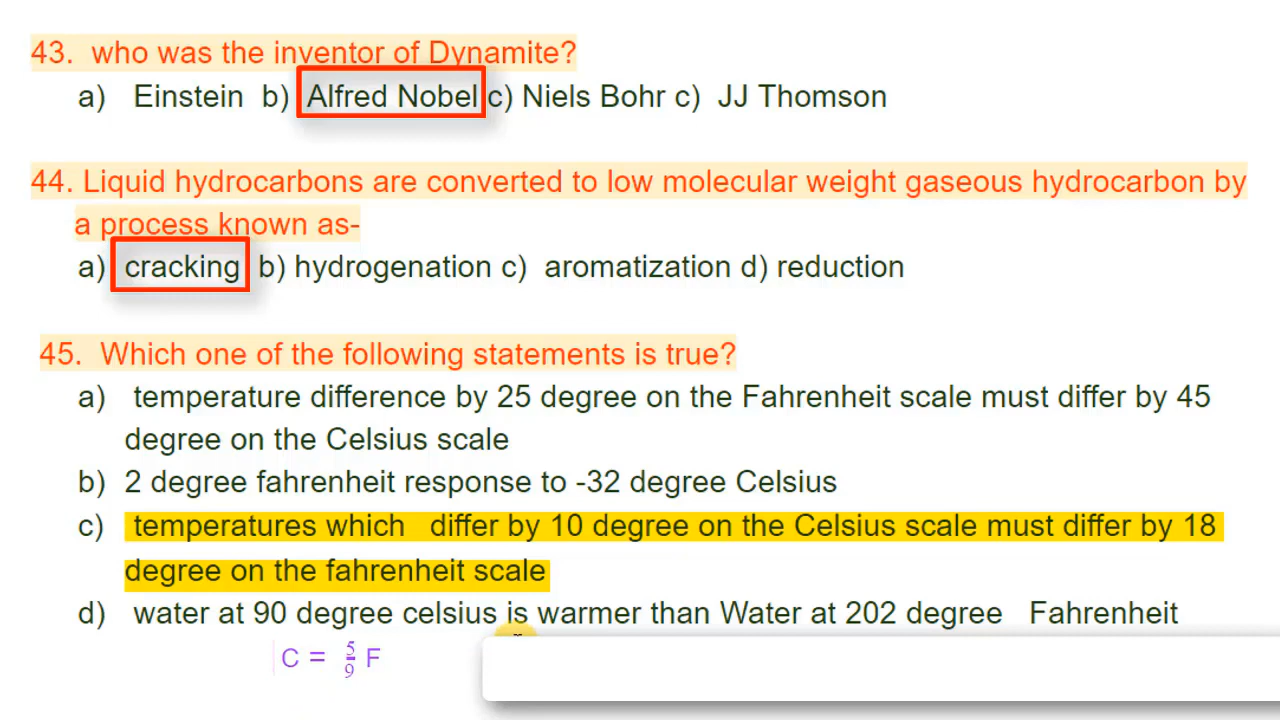 43. who was the inventor of Dynamite?
a) Einstein b) Alfred Nobel c) Niels Bohr c) JJ Thomson
44. Liquid hydrocarbons are converted to low molecular weight gaseous hydrocarbon by
a process known as-
a) cracking b) hydrogenation c) aromatization d) reduction
45. Which one of the following statements is true?
a) temperature difference by 25 degree on the Fahrenheit scale must differ by 45
degree on the Celsius scale
b) 2 degree fahrenheit response to -32 degree Celsius
c) temperatures which differ by 10 degree on the Celsius scale must differ by 18
degree on the fahrenheit scale
d) water at 90 degree celsius is warmer than Water at 202 degree Fahrenheit
C = 5/9 F